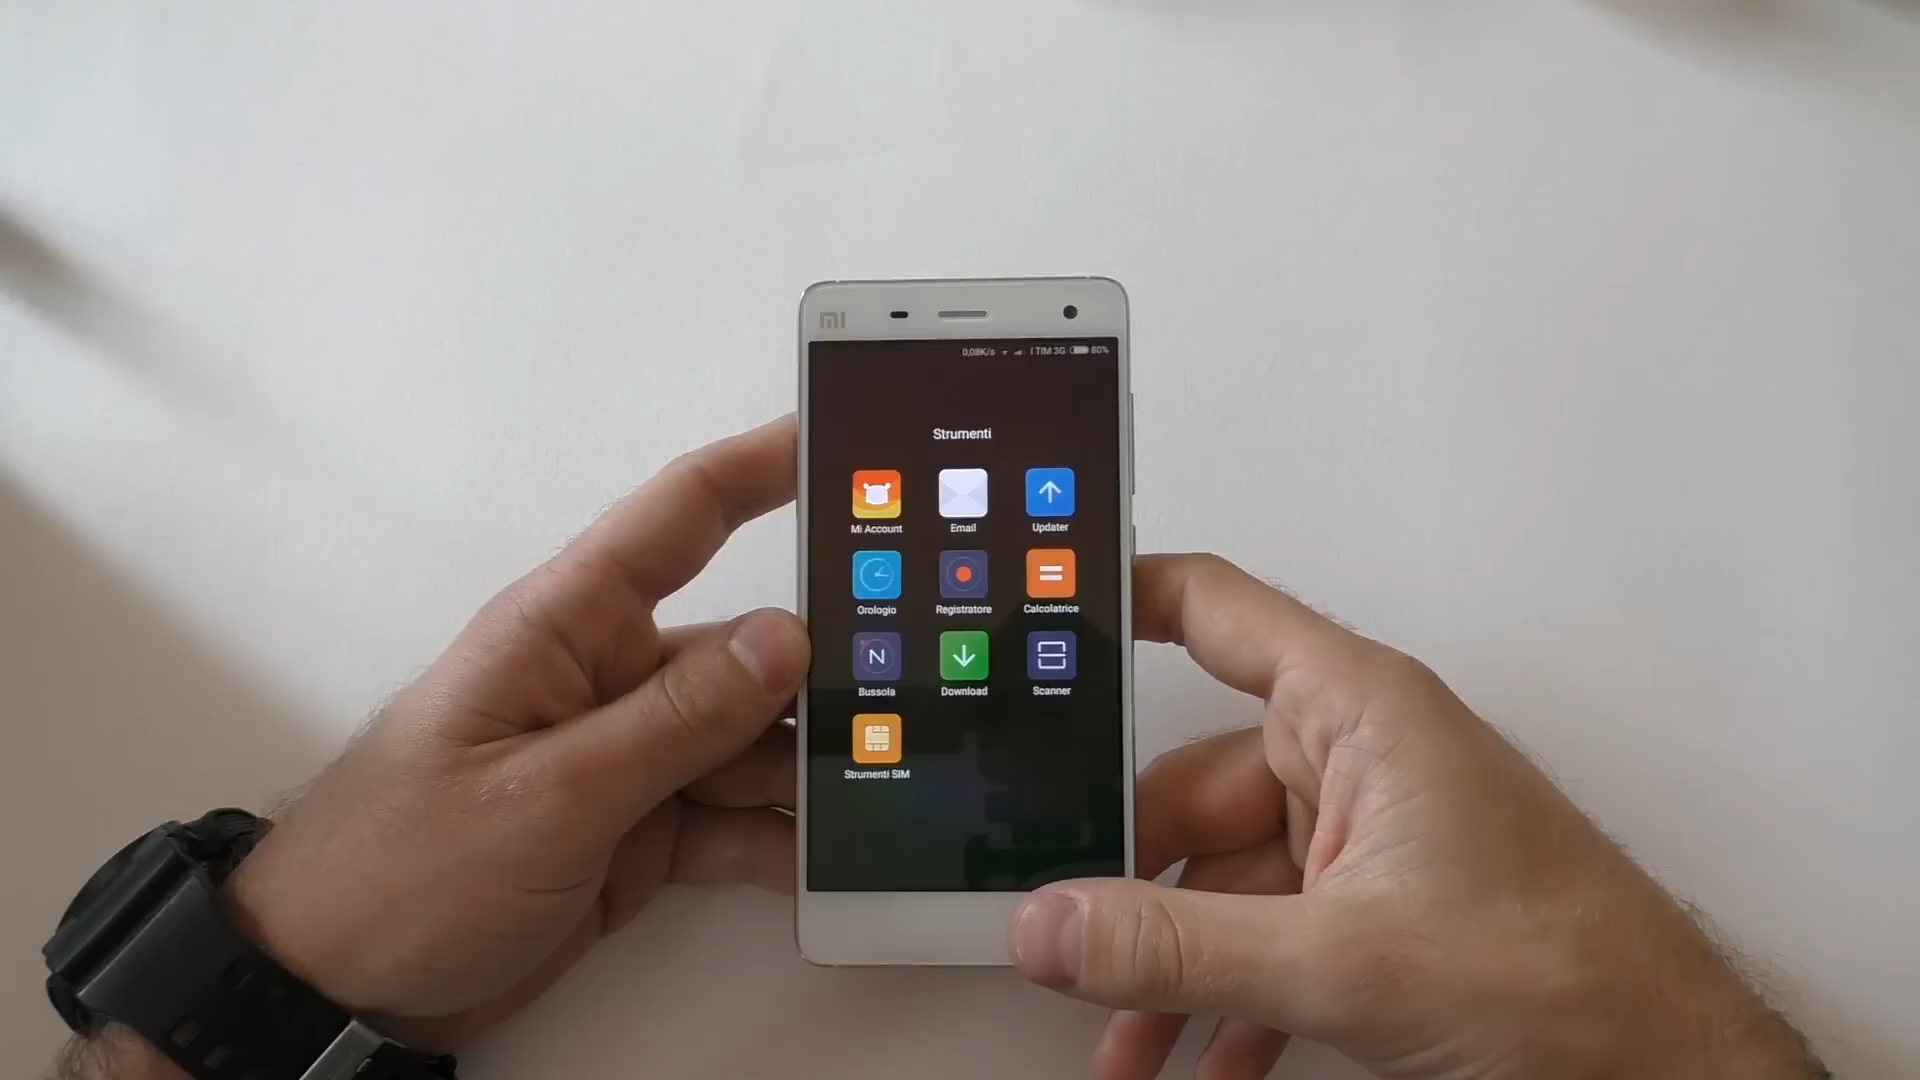 MI
0,08K/s TIM 3G 80%
Strumenti
Mi Account Email Updater
Orologio Registratore Calcolatrice
N
Bussola Download Scanner
Strumenti SIM